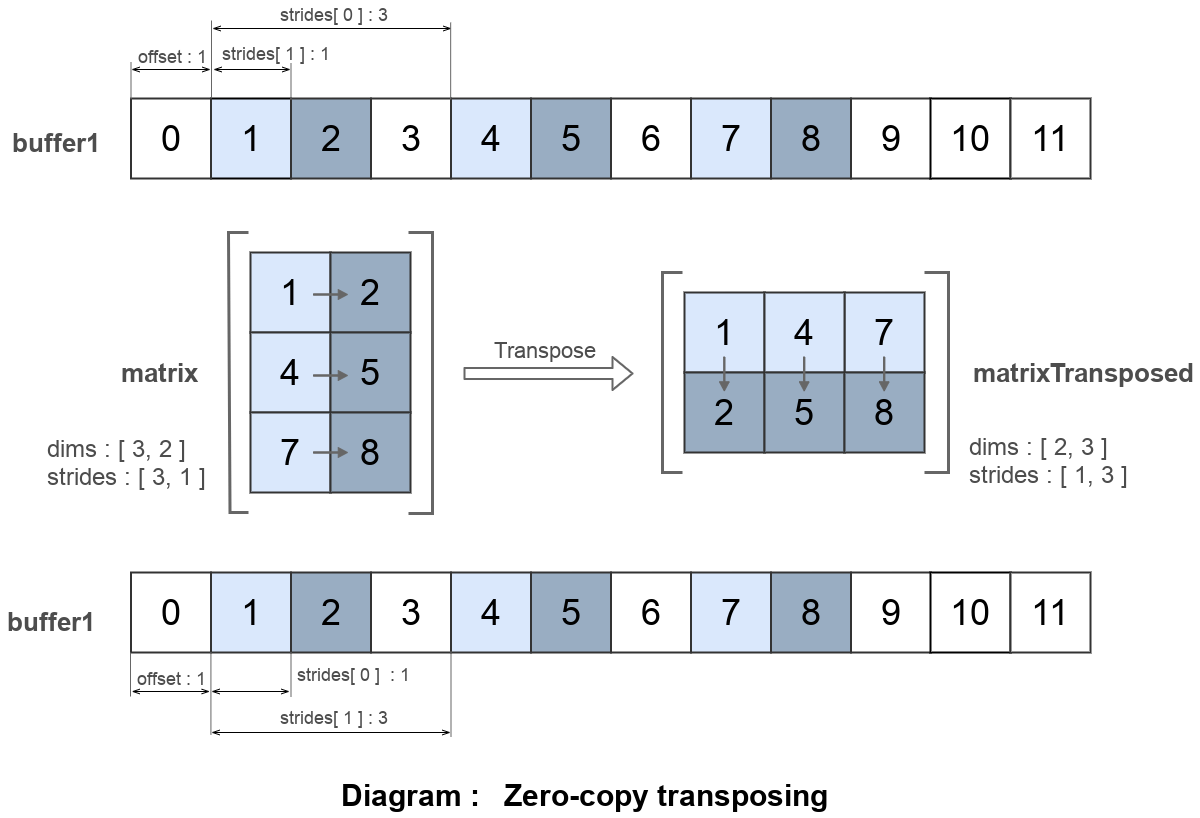 strides[ 0 ] : 3
offset : 1 strides[ 1 ] : 1
buffer1 0 1 2 3 4 5 6 7 8 9 10 11
1 2
4 5
7 8
matrix
dims : [ 3, 2 ]
strides : [ 3, 1 ]
Transpose
1 4 7
2 5 8
matrixTransposed
dims : [ 2, 3 ]
strides : [ 1, 3 ]
buffer1 0 1 2 3 4 5 6 7 8 9 10 11
offset : 1 strides[ 0 ] : 1
strides[ 1 ] : 3
Diagram : Zero-copy transposing